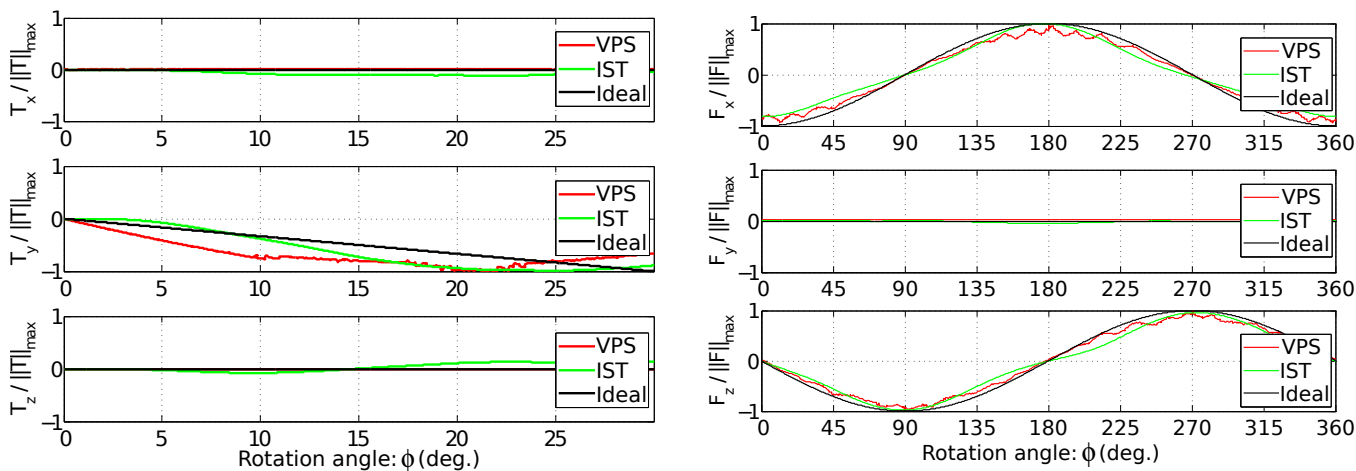 T_x / ||T||_max
1
0
−1
0 5 10 15 20 25
VPS
IST
Ideal
T_y / ||T||_max
1
0
−1
0 5 10 15 20 25
VPS
IST
Ideal
T_z / ||T||_max
1
0
−1
0 5 10 15 20 25
VPS
IST
Ideal
Rotation angle: ϕ (deg.)
F_x / ||F||_max
1
0
−1
0 45 90 135 180 225 270 315 360
VPS
IST
Ideal
F_y / ||F||_max
1
0
−1
0 45 90 135 180 225 270 315 360
VPS
IST
Ideal
F_z / ||F||_max
1
0
−1
0 45 90 135 180 225 270 315 360
VPS
IST
Ideal
Rotation angle: ϕ (deg.)